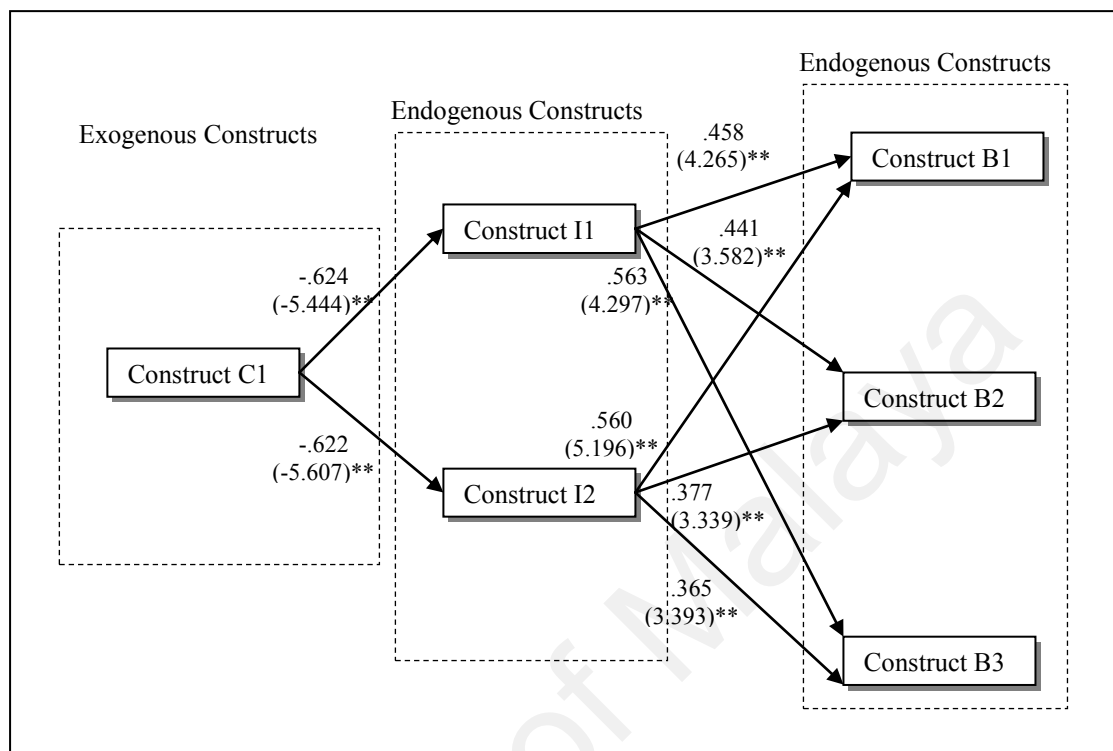 Endogenous Constructs
Endogenous Constructs
Exogenous Constructs
.458
(4.265)**
Construct B1
Construct I1
.441
(3.582)**
-.624
(-5.444)**
.563
(4.297)**
Construct C1
Construct B2
.560
(5.196)**
-.622
(-5.607)**
Construct I2
.377
(3.339)**
.365
(3.393)**
Construct B3
of Malaya